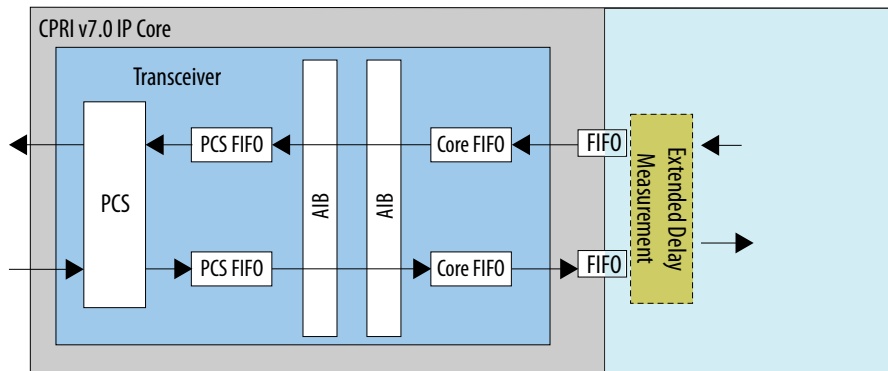 CPRI v7.0 IP Core
Transceiver
PCS FIFO
Core FIFO
FIFO
PCS
AIB
AIB
Extended Delay
Measurement
PCS FIFO
Core FIFO
FIFO